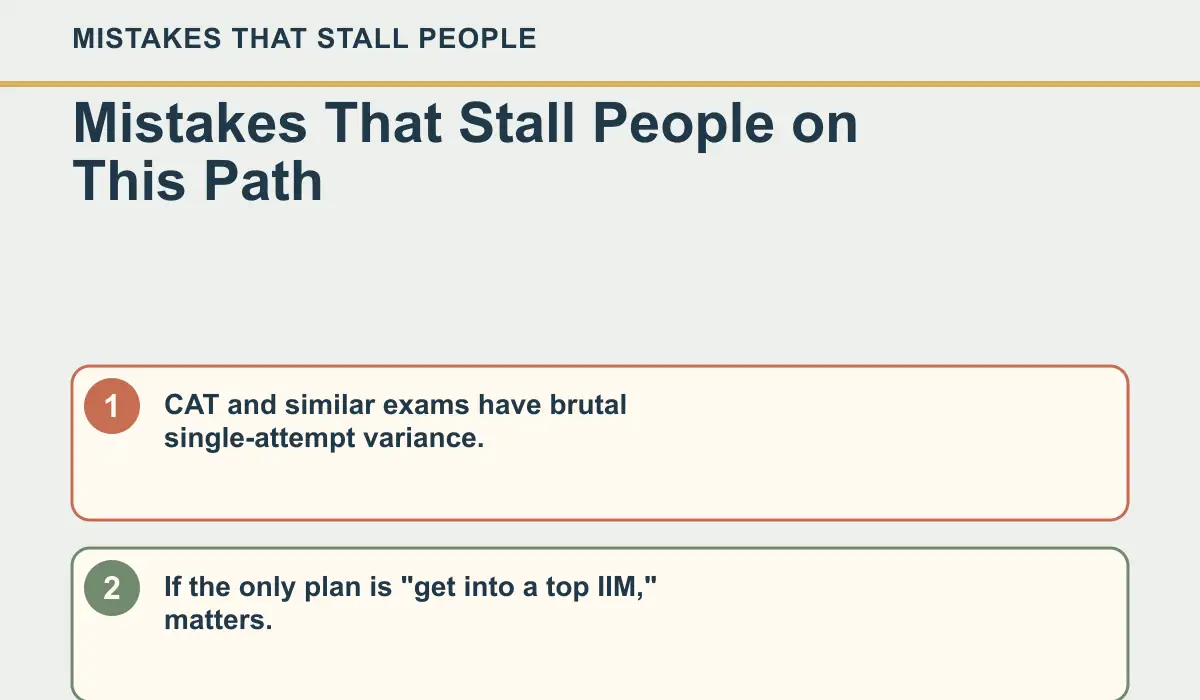 MISTAKES THAT STALL PEOPLE
Mistakes That Stall People on
This Path
1
CAT and similar exams have brutal
single-attempt variance.
2
If the only plan is "get into a top IIM,"
matters.